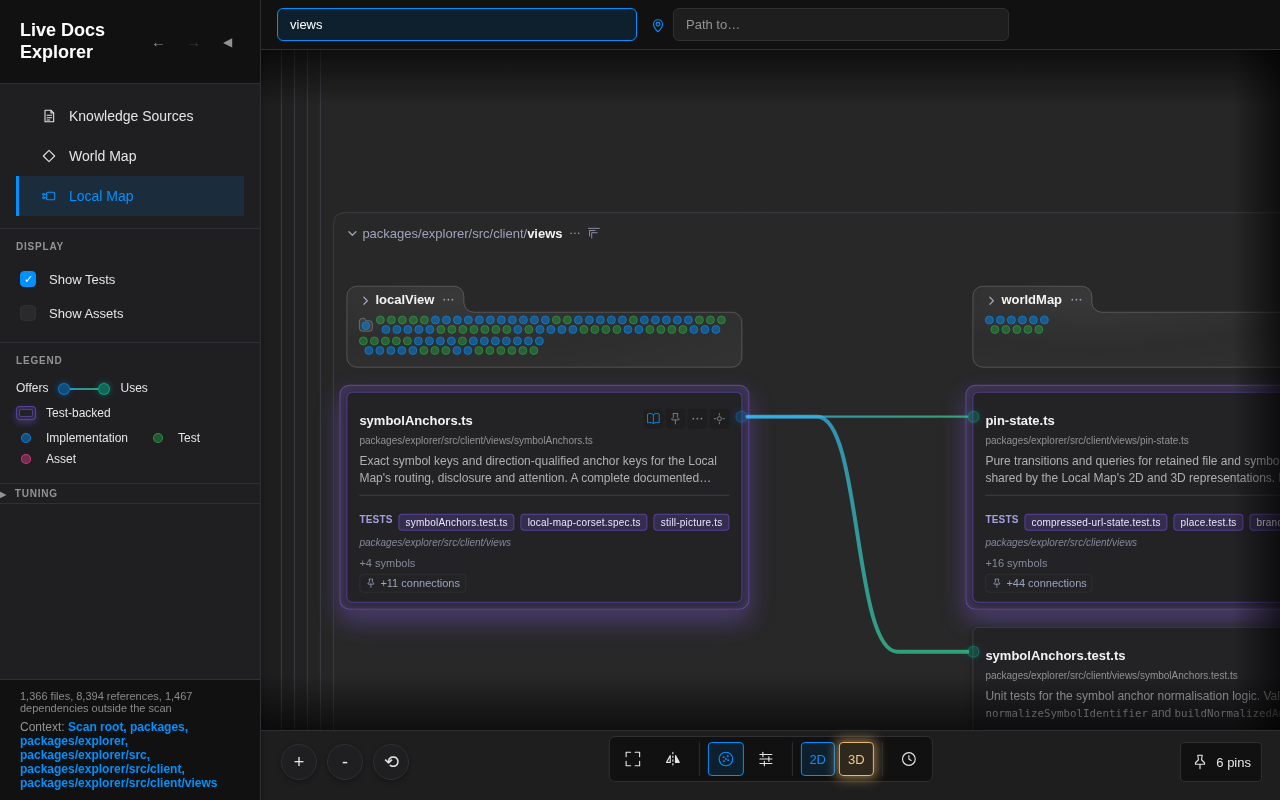 Live Docs
Explorer
views
Path to…
Knowledge Sources
World Map
Local Map
DISPLAY
Show Tests
Show Assets
LEGEND
Offers
Uses
Test-backed
Implementation
Test
Asset
TUNING
1,366 files, 8,394 references, 1,467
dependencies outside the scan
Context: Scan root, packages,
packages/explorer,
packages/explorer/src,
packages/explorer/src/client,
packages/explorer/src/client/views
packages/explorer/src/client/views
localView
worldMap
symbolAnchors.ts
packages/explorer/src/client/views/symbolAnchors.ts
Exact symbol keys and direction-qualified anchor keys for the Local
Map's routing, disclosure and attention. A complete documented…
TESTS symbolAnchors.test.ts local-map-corset.spec.ts still-picture.ts
packages/explorer/src/client/views
+4 symbols
+11 connections
pin-state.ts
packages/explorer/src/client/views/pin-state.ts
Pure transitions and queries for retained file and symbo
shared by the Local Map's 2D and 3D representations.
TESTS compressed-url-state.test.ts place.test.ts
packages/explorer/src/client/views
+16 symbols
+44 connections
symbolAnchors.test.ts
packages/explorer/src/client/views/symbolAnchors.test.ts
Unit tests for the symbol anchor normalisation logic.
normalizeSymbolIdentifier and
+
-
2D
3D
6 pins